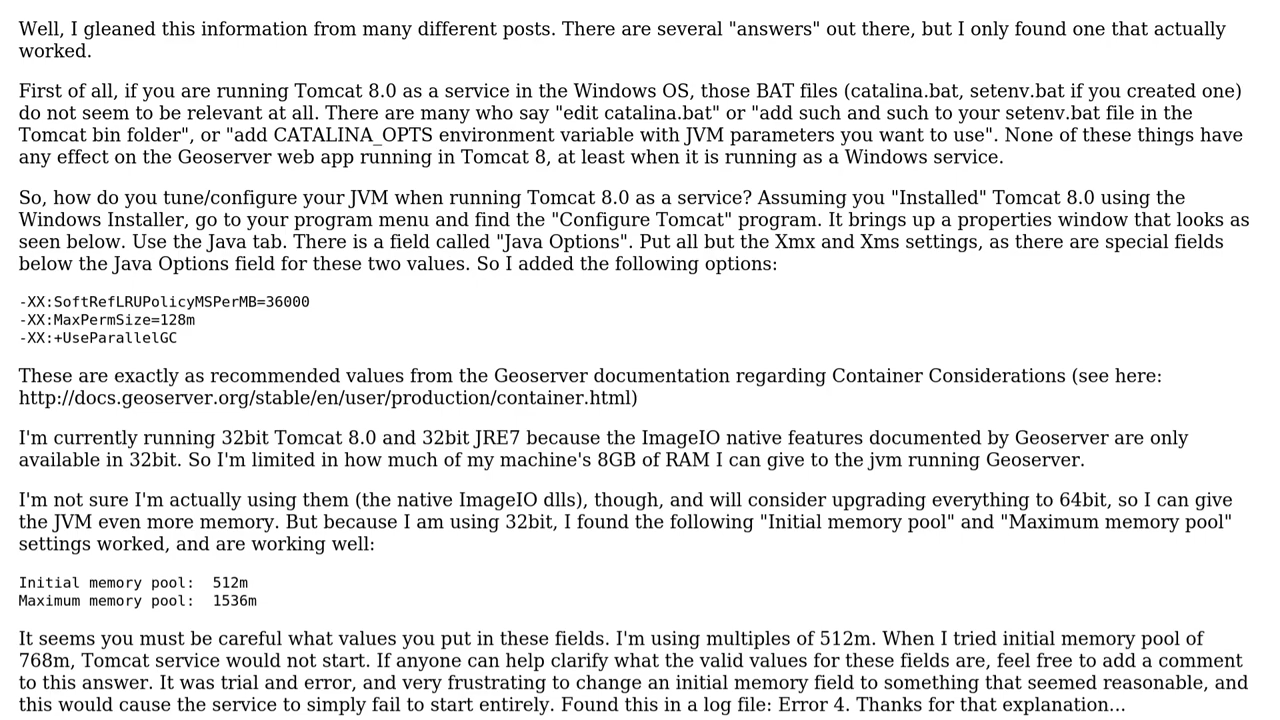 Well, I gleaned this information from many different posts. There are several "answers" out there, but I only found one that actually
worked.
First of all, if you are running Tomcat 8.0 as a service in the Windows OS, those BAT files (catalina.bat, setenv.bat if you created one)
do not seem to be relevant at all. There are many who say "edit catalina.bat" or "add such and such to your setenv.bat file in the
Tomcat bin folder", or "add CATALINA_OPTS environment variable with JVM parameters you want to use". None of these things have
any effect on the Geoserver web app running in Tomcat 8, at least when it is running as a Windows service.
So, how do you tune/configure your JVM when running Tomcat 8.0 as a service? Assuming you "Installed" Tomcat 8.0 using the
Windows Installer, go to your program menu and find the "Configure Tomcat" program. It brings up a properties window that looks as
seen below. Use the Java tab. There is a field called "Java Options". Put all but the Xmx and Xms settings, as there are special fields
below the Java Options field for these two values. So I added the following options:
-XX:SoftRefLRUPolicyMSPerMB=36000
-XX:MaxPermSize=128m
-XX:+UseParallelGC
These are exactly as recommended values from the Geoserver documentation regarding Container Considerations (see here:
http://docs.geoserver.org/stable/en/user/production/container.html)
I'm currently running 32bit Tomcat 8.0 and 32bit JRE7 because the ImageIO native features documented by Geoserver are only
available in 32bit. So I'm limited in how much of my machine's 8GB of RAM I can give to the jvm running Geoserver.
I'm not sure I'm actually using them (the native ImageIO dlls), though, and will consider upgrading everything to 64bit, so I can give
the JVM even more memory. But because I am using 32bit, I found the following "Initial memory pool" and "Maximum memory pool"
settings worked, and are working well:
Initial memory pool:  512m
Maximum memory pool:  1536m
It seems you must be careful what values you put in these fields. I'm using multiples of 512m. When I tried initial memory pool of
768m, Tomcat service would not start. If anyone can help clarify what the valid values for these fields are, feel free to add a comment
to this answer. It was trial and error, and very frustrating to change an initial memory field to something that seemed reasonable, and
this would cause the service to simply fail to start entirely. Found this in a log file: Error 4. Thanks for that explanation...